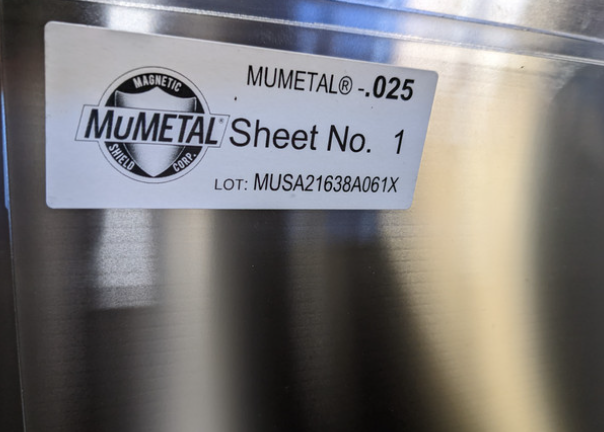 MAGNETIC
MUMETAL®
SHIELD CORP.
MUMETAL® -.025
Sheet No. 1
LOT: MUSA21638A061X